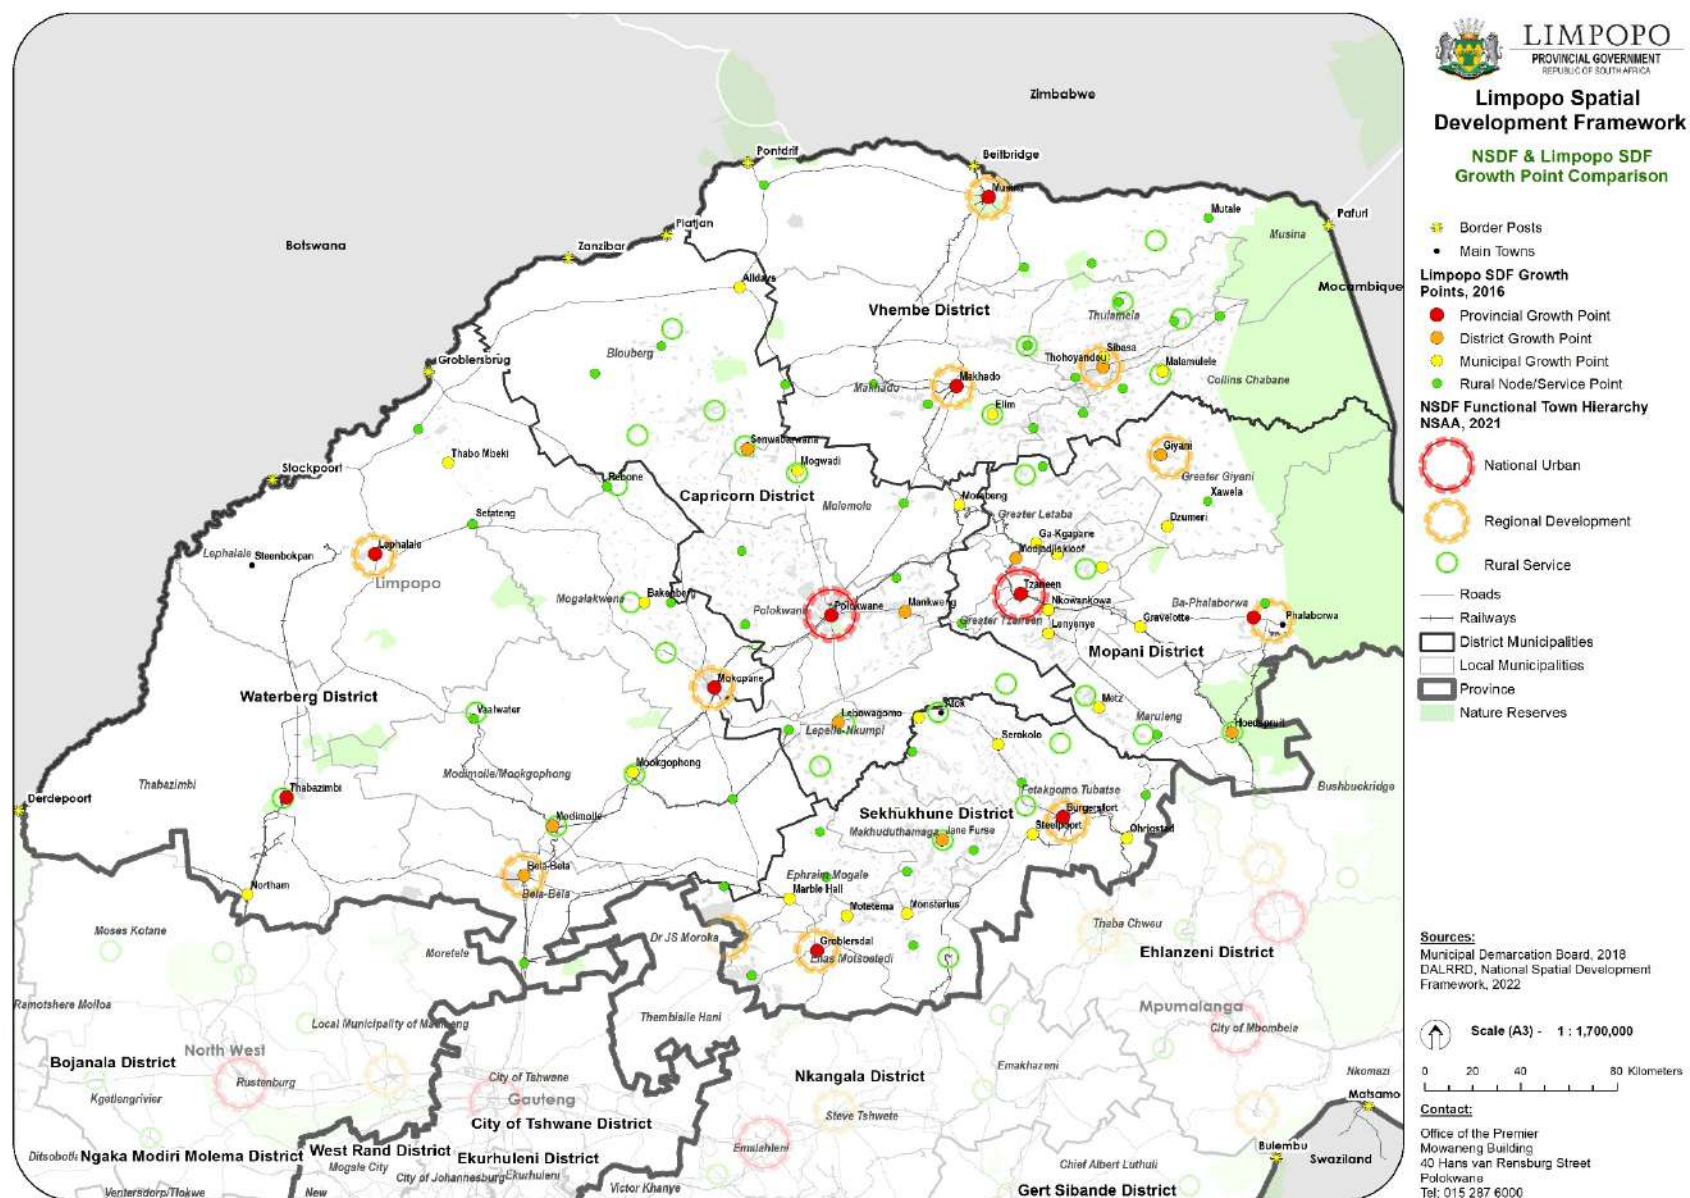 LIMPOPO
PROVINCIAL GOVERNMENT
REPUBLIC OF SOUTH AFRICA
Limpopo Spatial
Development Framework
NSDF & Limpopo SDF
Growth Point Comparison
Border Posts
Main Towns
Limpopo SDF Growth
Points, 2016
Provincial Growth Point
District Growth Point
Municipal Growth Point
Rural Node/Service Point
NSDF Functional Town Hierarchy
NSAA, 2021
National Urban
Regional Development
Rural Service
Roads
Railways
District Municipalities
Local Municipalities
Province
Nature Reserves
Sources:
Municipal Demarcation Board, 2018
DALRRD, National Spatial Development
Framework, 2022
Scale (A3) - 1 : 1,700,000
0 20 40 80 Kilometers
Contact:
Office of the Premier
Mowaneng Building
40 Hans van Rensburg Street
Polokwane
Tel: 015 287 6000
Zimbabwe
Pontdrif
Beitbridge
Musina
Mutale
Pafuri
Musina
Platjan
Botswana
Zanzibar
Alldays
Mocambique
Vhembe District
Thulamela
Blouberg
Sibasa
Groblersbrug
Thohoyandou
Malamulele
Makhado
Makhado
Collins Chabane
Elim
Senwabarwana
Giyani
Thabo Mbeki
Mogwadi
Stockpoort
Rebone
Greater Giyani
Capricorn District
Xawela
Molemole
Morebeng
Setateng
Greater Letaba
Dzumeri
Ga-Kgapane
Lephalale
Lephalale
Steenbokpan
Modjadjiskloof
Limpopo
Tzaneen
Mogalakwena
Bakenberg
Polokwane
Polokwane
Mankweng
Nkowankowa
Ba-Phalaborwa
Phalaborwa
Greater Tzaneen
Lenyenye
Gravelotte
Mopani District
Mokopane
Waterberg District
Metz
Vaalwater
Lebowagomo
Atok
Maruleng
Hoedspruit
Lepelle-Nkumpi
Serokolo
Mookgophong
Modimolle/Mookgophong
Thabazimbi
Thabazimbi
Bushbuckridge
Derdepoort
Fetakgomo Tubatse
Sekhukhune District
Burgersfort
Modimolle
Steelpoort
Ohrigstad
Makhuduthamaga
Jane Furse
Bela-Bela
Ephraim Mogale
Northam
Bela-Bela
Marble Hall
Motetema
Monsterlus
Thaba Chweu
Moses Kotane
Dr JS Moroka
Groblersdal
Moretele
Elias Motsoaledi
Ehlanzeni District
Ramotshere Moiloa
Mpumalanga
Thembisile Hani
Local Municipality of Madibeng
City of Mbombela
North West
Bojanala District
Emakhazeni
Nkomazi
Rustenburg
City of Tshwane
Nkangala District
Kgetlengrivier
Gauteng
Matsamo
Steve Tshwete
City of Tshwane District
Emalahleni
Bulembu
Ngaka Modiri Molema District
West Rand District
Ekurhuleni District
Swaziland
Mogale City
Chief Albert Luthuli
City of Johannesburg
Ekurhuleni
Ventersdorp/Tlokwe
New
Victor Khanye
Gert Sibande District